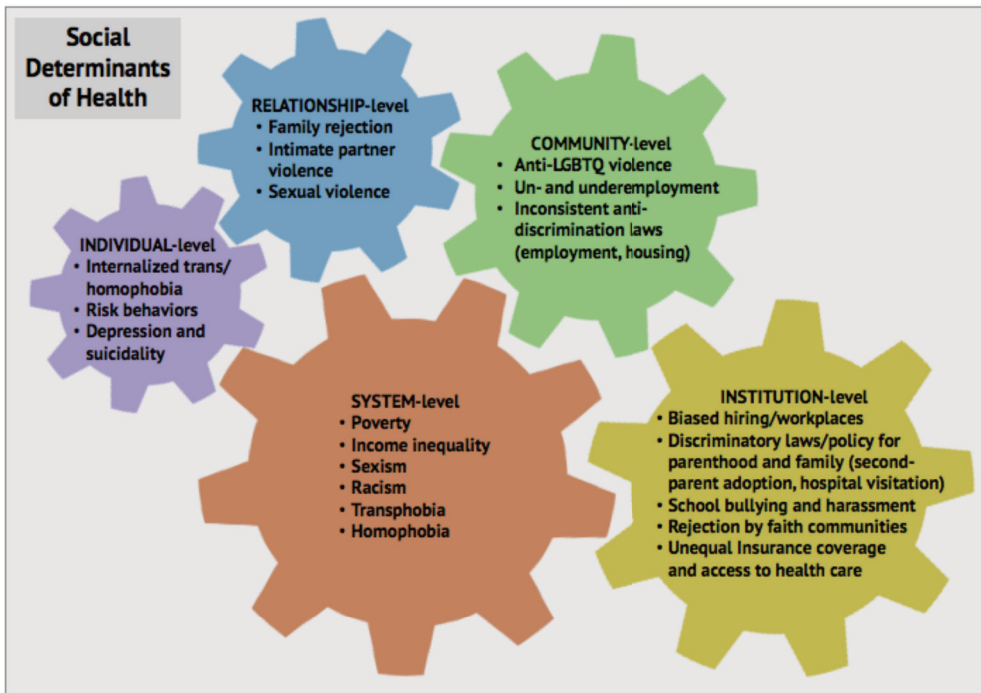 Social
Determinants
of Health
RELATIONSHIP-level
• Family rejection
• Intimate partner
violence
• Sexual violence
COMMUNITY-level
• Anti-LGBTQ violence
• Un- and underemployment
• Inconsistent anti-
discrimination laws
(employment, housing)
INDIVIDUAL-level
• Internalized trans/
homophobia
• Risk behaviors
• Depression and
suicidality
SYSTEM-level
• Poverty
• Income inequality
• Sexism
• Racism
• Transphobia
• Homophobia
INSTITUTION-level
• Biased hiring/workplaces
• Discriminatory laws/policy for
parenthood and family (second-
parent adoption, hospital visitation)
• School bullying and harassment
• Rejection by faith communities
• Unequal Insurance coverage
and access to health care